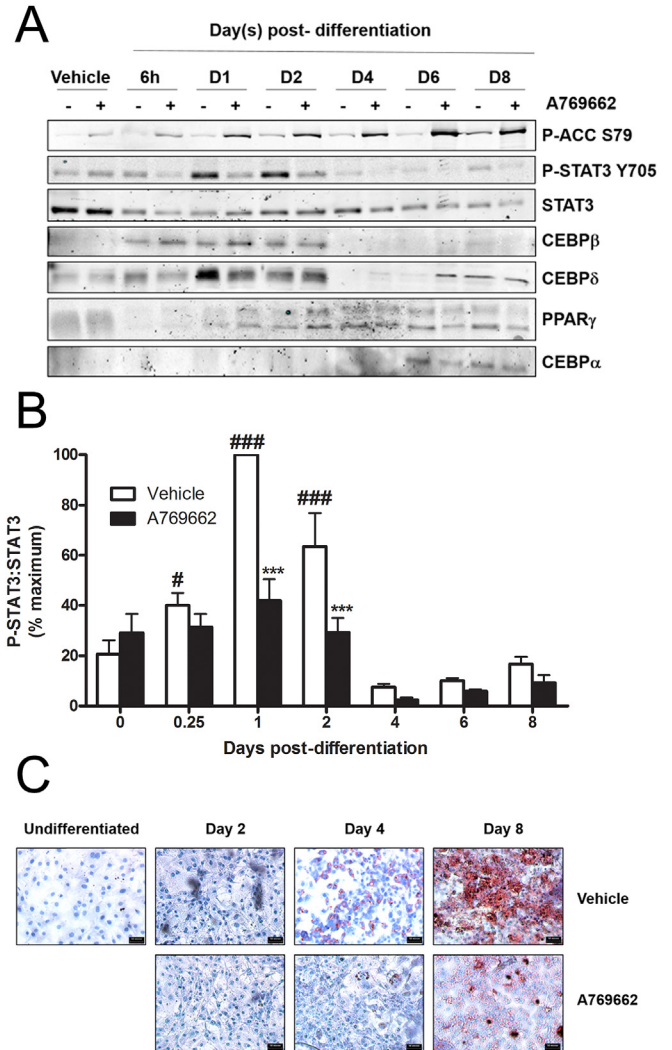 A
Day(s) post- differentiation
Vehicle 6h D1 D2 D4 D6 D8
- + - + - + - + - + - + - + A769662
P-ACC S79
P-STAT3 Y705
STAT3
CEBPβ
CEBPδ
PPARγ
CEBPα
B
P-STAT3:STAT3
(% maximum)
100
80
60
40
20
0
Vehicle
A769662
#
###
***
###
***
0 0.25 1 2 4 6 8
Days post-differentiation
C
Undifferentiated Day 2 Day 4 Day 8
Vehicle
A769662